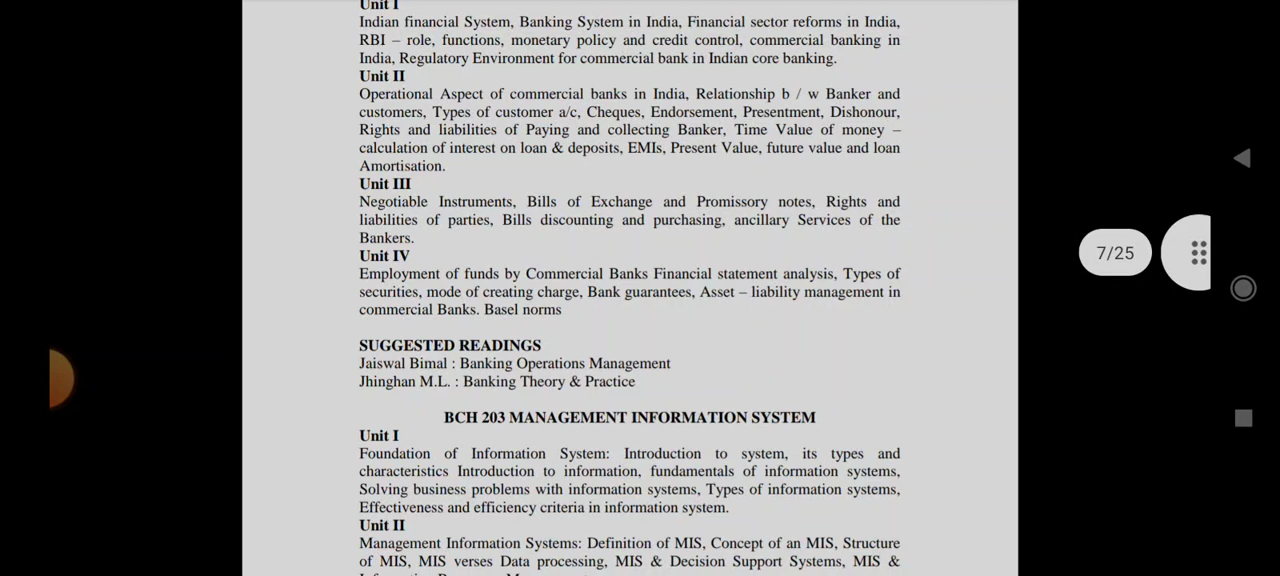 Unit I
Indian financial System, Banking System in India, Financial sector reforms in India,
RBI – role, functions, monetary policy and credit control, commercial banking in
India, Regulatory Environment for commercial bank in Indian core banking.
Unit II
Operational Aspect of commercial banks in India, Relationship b / w Banker and
customers, Types of customer a/c, Cheques, Endorsement, Presentment, Dishonour,
Rights and liabilities of Paying and collecting Banker, Time Value of money –
calculation of interest on loan & deposits, EMIs, Present Value, future value and loan
Amortisation.
Unit III
Negotiable Instruments, Bills of Exchange and Promissory notes, Rights and
liabilities of parties, Bills discounting and purchasing, ancillary Services of the
Bankers.
Unit IV
Employment of funds by Commercial Banks Financial statement analysis, Types of
securities, mode of creating charge, Bank guarantees, Asset – liability management in
commercial Banks. Basel norms
SUGGESTED READINGS
Jaiswal Bimal : Banking Operations Management
Jhinghan M.L. : Banking Theory & Practice
BCH 203 MANAGEMENT INFORMATION SYSTEM
Unit I
Foundation of Information System: Introduction to system, its types and
characteristics Introduction to information, fundamentals of information systems,
Solving business problems with information systems, Types of information systems,
Effectiveness and efficiency criteria in information system.
Unit II
Management Information Systems: Definition of MIS, Concept of an MIS, Structure
of MIS, MIS verses Data processing, MIS & Decision Support Systems, MIS &
7/25